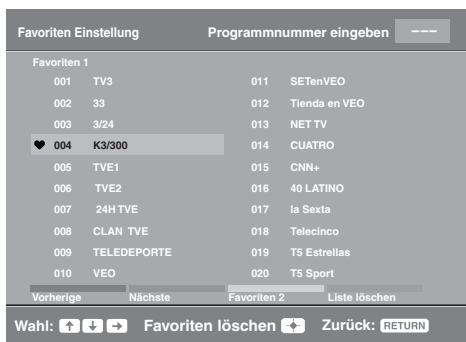 Favoriten Einstellung Programmnummer eingeben –––
Favoriten 1
001 TV3 011 SETenVEO
002 33 012 Tienda en VEO
003 3/24 013 NET TV
004 K3/300 014 CUATRO
005 TVE1 015 CNN+
006 TVE2 016 40 LATINO
007 24H TVE 017 la Sexta
008 CLAN TVE 018 Telecinco
009 TELEDEPORTE 019 T5 Estrellas
010 VEO 020 T5 Sport
Vorherige Nächste Favoriten 2 Liste löschen
Wahl: Favoriten löschen Zurück: RETURN